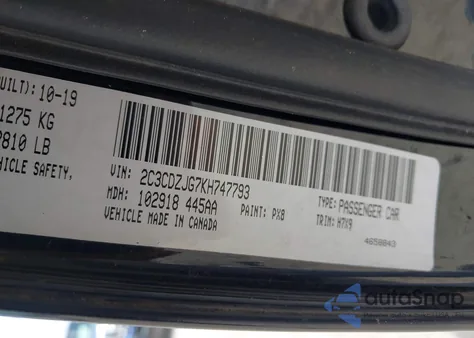 UILT): 10-19
1275 KG
2810 LB
EHICLE SAFETY,
VIN: 2C3CDZJG7KH747793
MDH: 102918 445AA
VEHICLE MADE IN CANADA
PAINT: PX8
TYPE: PASSENGER CAR
TRIM: H7X9
autoSnap